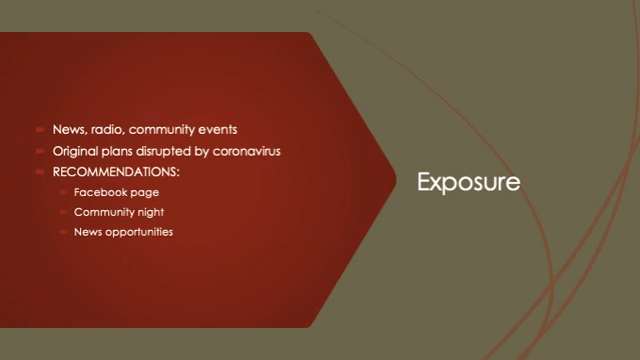 News, radio, community events
Original plans disrupted by coronavirus
RECOMMENDATIONS:
Facebook page
Community night
News opportunities
Exposure